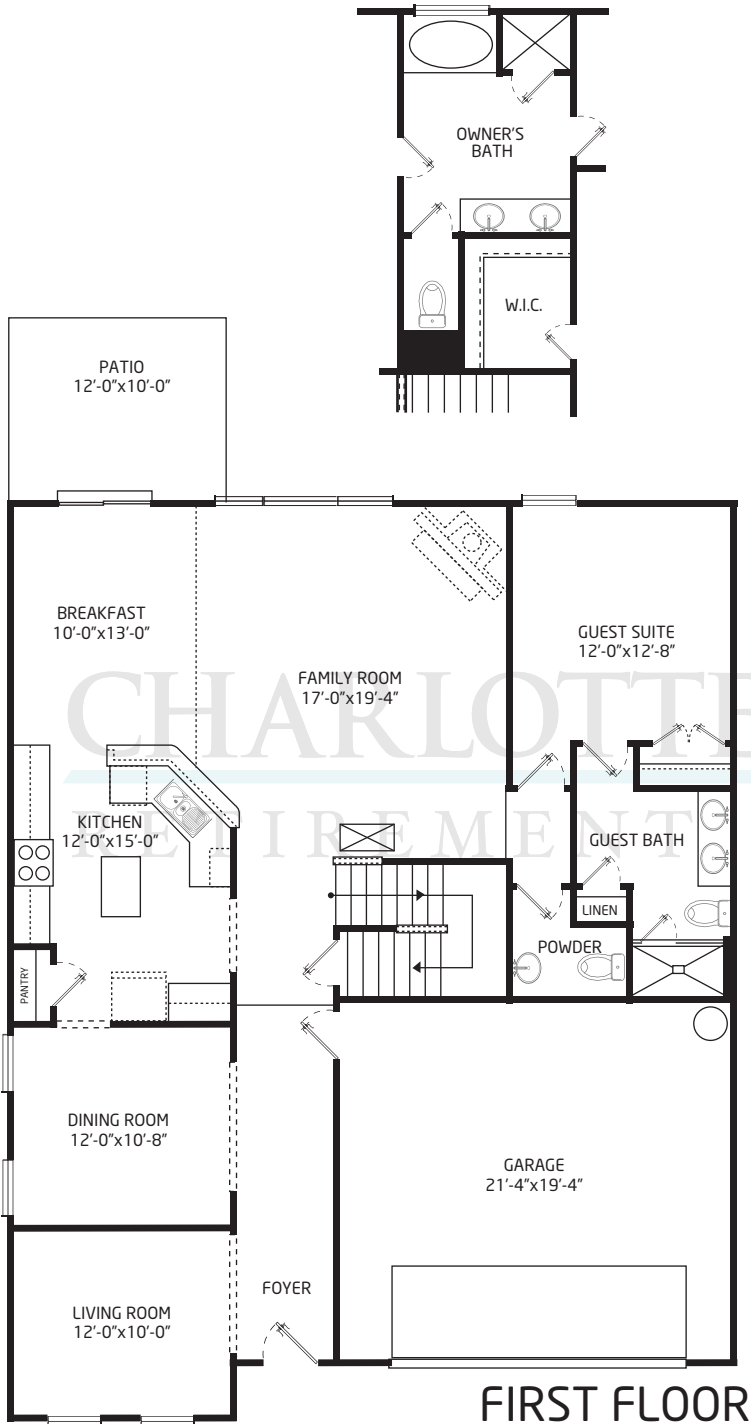 OWNER'S
BATH
W.I.C.
PATIO
12'-0"x10'-0"
BREAKFAST
10'-0"x13'-0"
FAMILY ROOM
17'-0"x19'-4"
GUEST SUITE
12'-0"x12'-8"
CHARLOTTE
RETIREMENT
KITCHEN
12'-0"x15'-0"
GUEST BATH
LINEN
POWDER
PANTRY
DINING ROOM
12'-0"x10'-8"
GARAGE
21'-4"x19'-4"
FOYER
LIVING ROOM
12'-0"x10'-0"
FIRST FLOOR